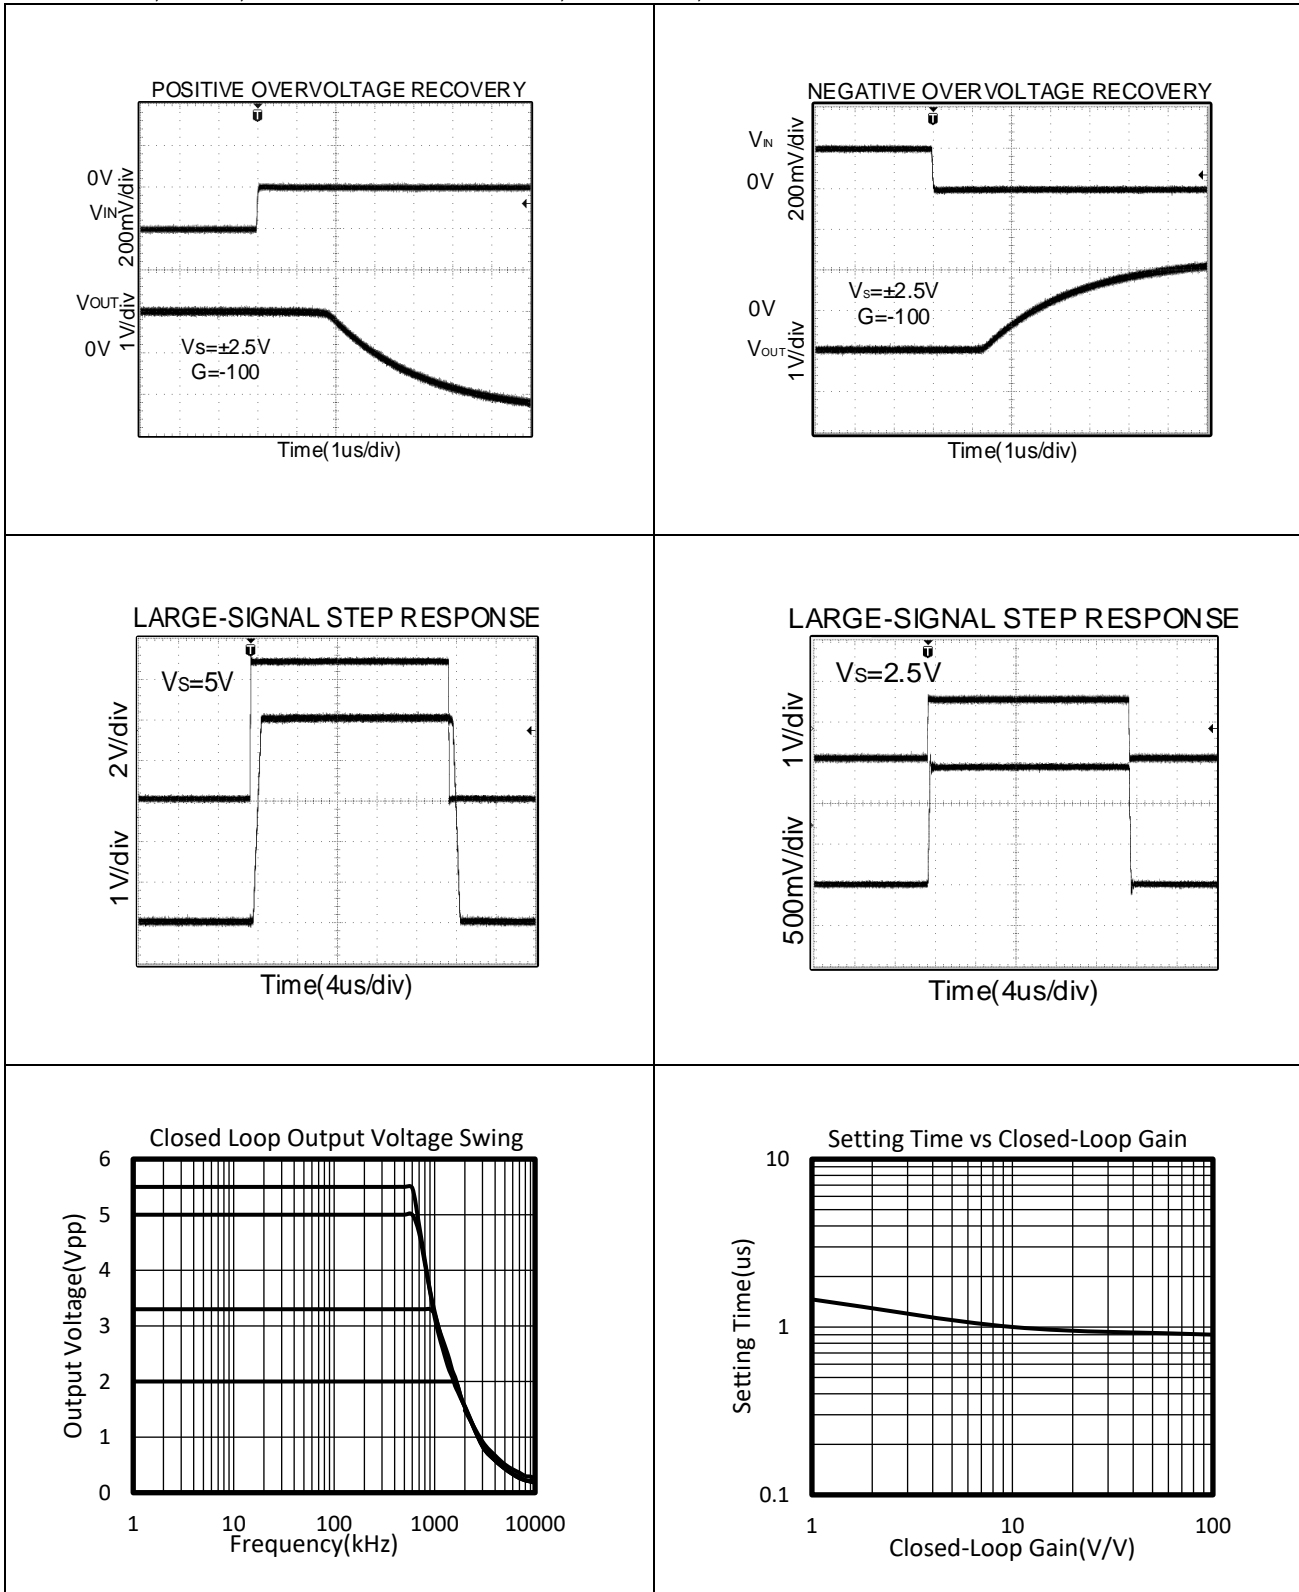 POSITIVE OVERVOLTAGE RECOVERY
T
0V
VIN
200mV/div
VOUT
0V
1V/div
Vs=±2.5V
G=-100
Time(1us/div)
NEGATIVE OVERVOLTAGE RECOVERY
T
VIN
0V
200mV/div
0V
VOUT
1V/div
Vs=±2.5V
G=-100
Time(1us/div)
LARGE-SIGNAL STEP RESPONSE
T
Vs=5V
2V/div
1V/div
Time(4us/div)
LARGE-SIGNAL STEP RESPONSE
T
Vs=2.5V
1V/div
500mV/div
Time(4us/div)
Closed Loop Output Voltage Swing
Output Voltage(Vpp)
6
5
4
3
2
1
0
1 10 100 1000 10000
Frequency(kHz)
Setting Time vs Closed-Loop Gain
Setting Time(us)
10
1
0.1
1 10 100
Closed-Loop Gain(V/V)